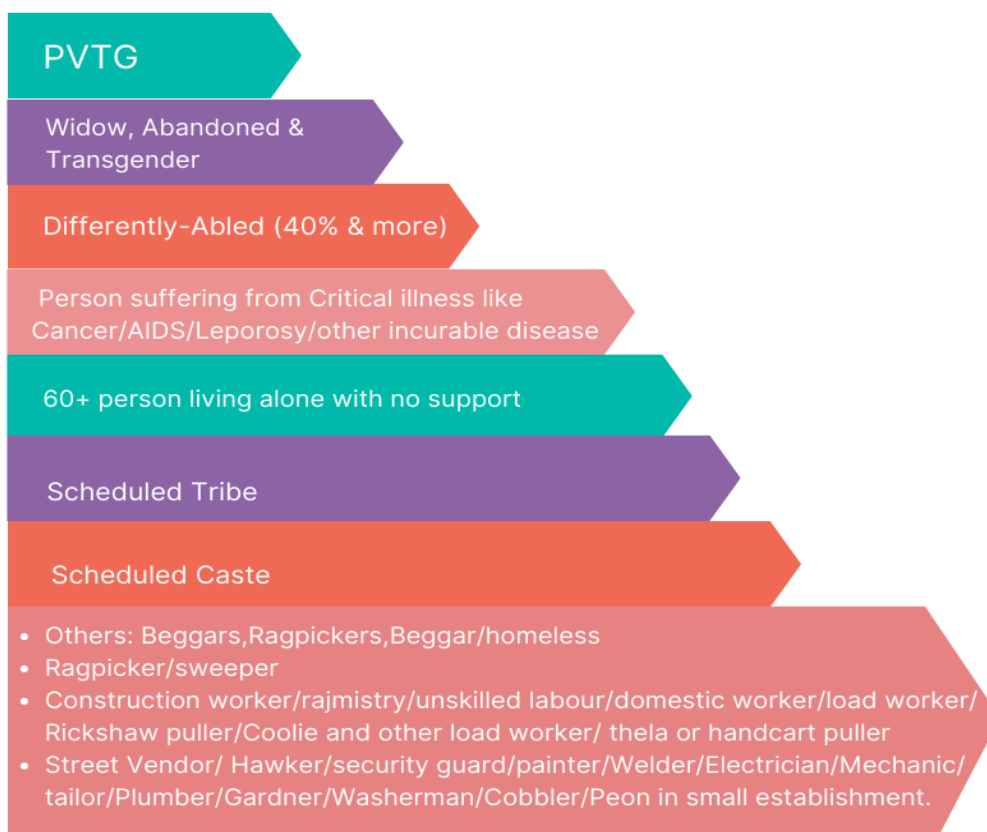 PVTG
Widow, Abandoned &
Transgender
Differently-Abled (40% & more)
Person suffering from Critical illness like
Cancer/AIDS/Leporosy/other incurable disease
60+ person living alone with no support
Scheduled Tribe
Scheduled Caste
• Others: Beggars,Ragpickers,Beggar/homeless
• Ragpicker/sweeper
• Construction worker/rajmistry/unskilled labour/domestic worker/load worker/
Rickshaw puller/Coolie and other load worker/ thela or handcart puller
• Street Vendor/ Hawker/security guard/painter/Welder/Electrician/Mechanic/
tailor/Plumber/Gardner/Washerman/Cobbler/Peon in small establishment.